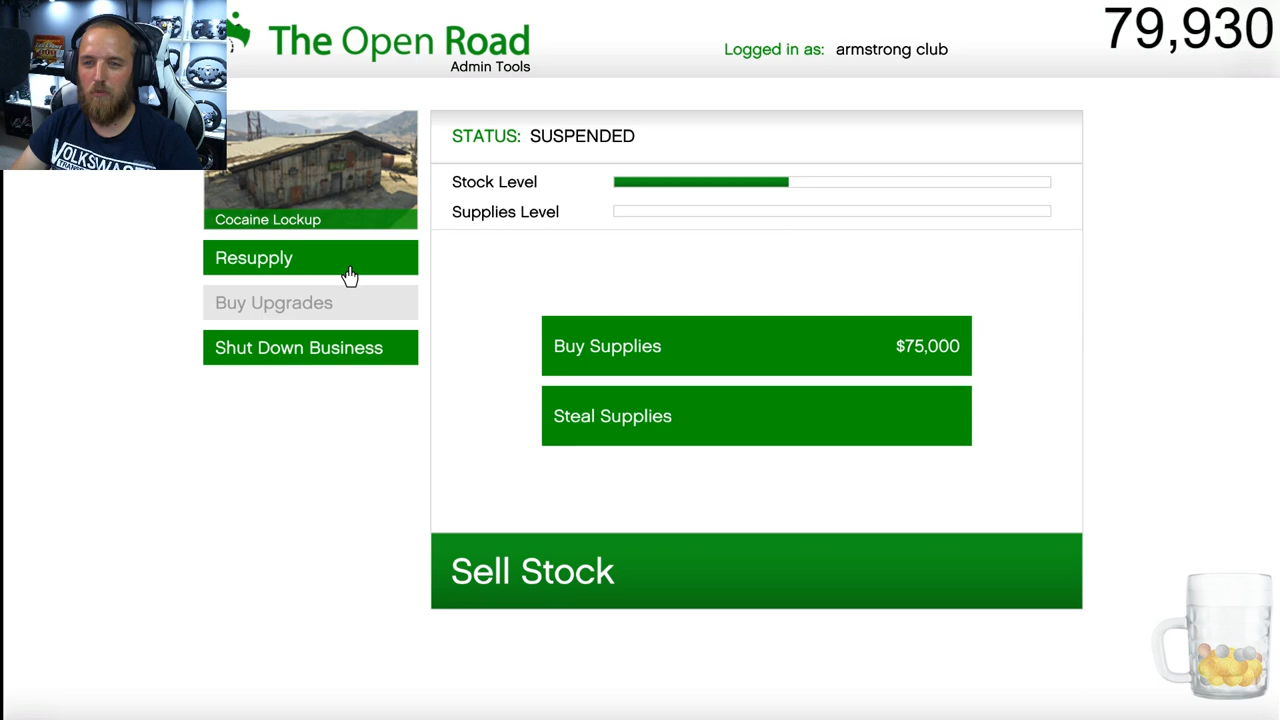 The Open Road
Admin Tools
Logged in as: armstrong club
79,930
VOLKSWAGE
Cocaine Lockup
Resupply
Buy Upgrades
Shut Down Business
STATUS: SUSPENDED
Stock Level
Supplies Level
Buy Supplies $75,000
Steal Supplies
Sell Stock